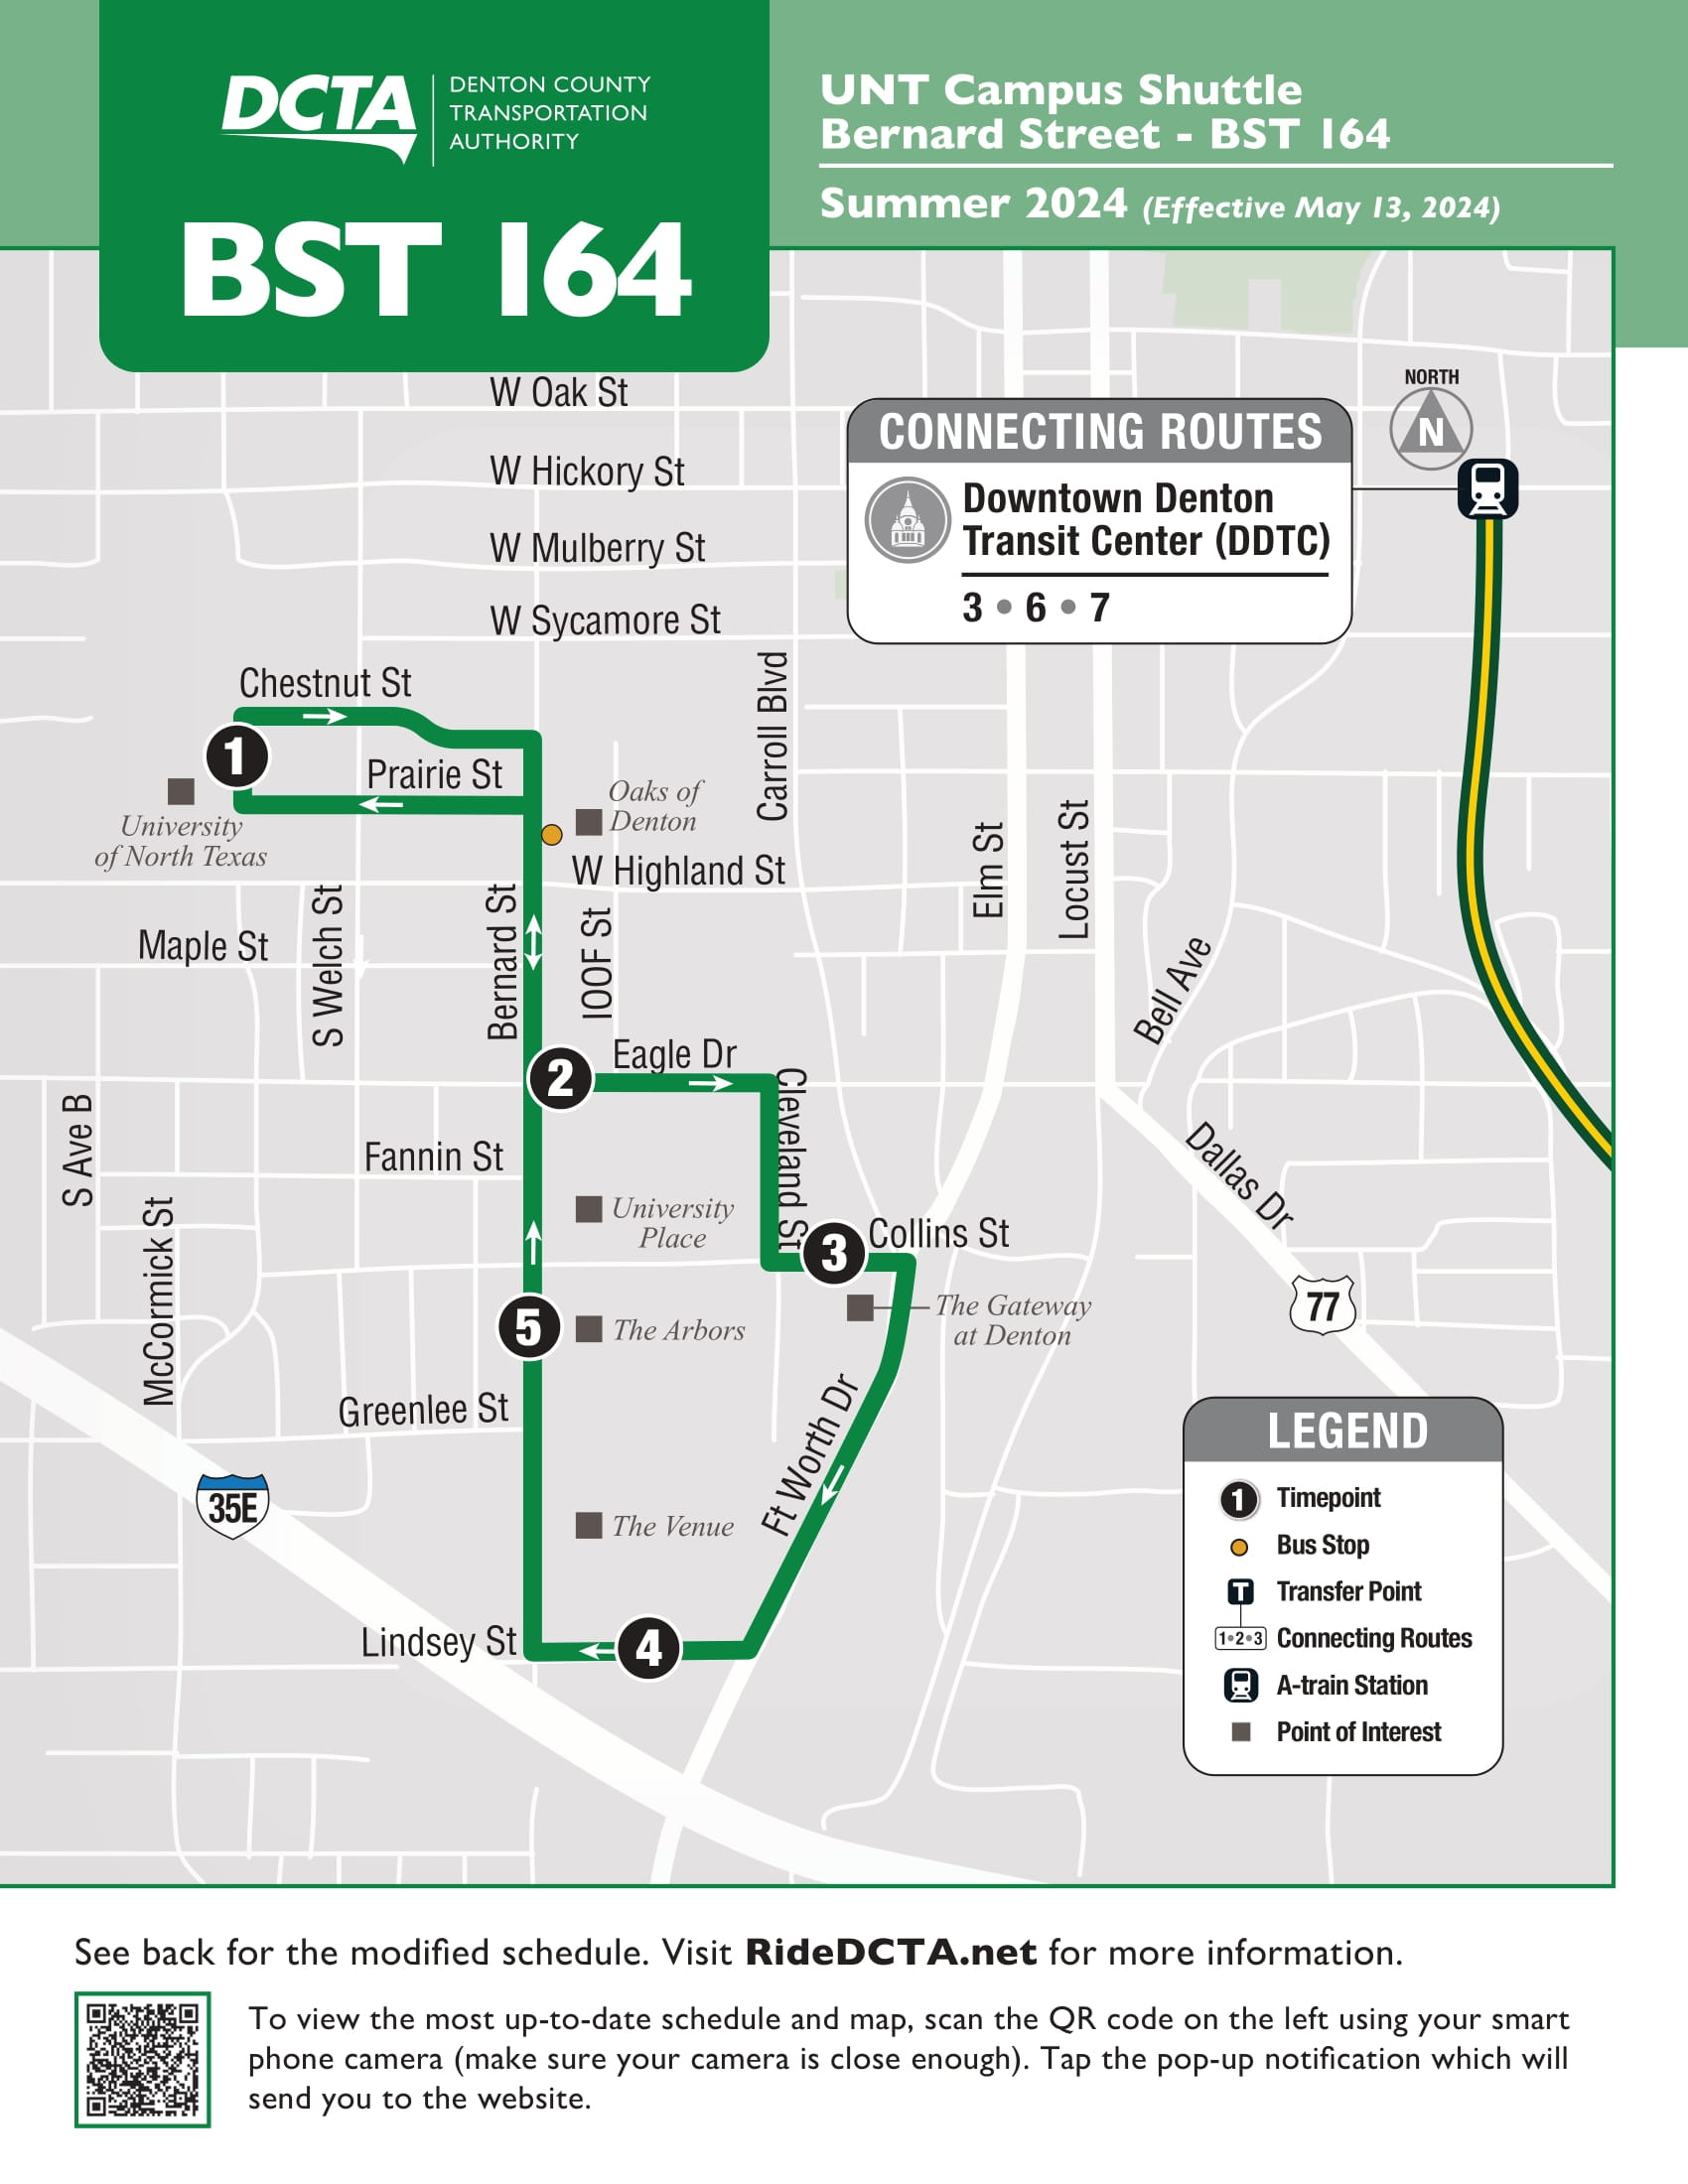 DCTA
DENTON COUNTY
TRANSPORTATION
AUTHORITY
BST 164
UNT Campus Shuttle
Bernard Street - BST 164
Summer 2024 (Effective May 13, 2024)
W Oak St
W Hickory St
W Mulberry St
W Sycamore St
CONNECTING ROUTES
Downtown Denton
Transit Center (DDTC)
3 • 6 • 7
NORTH
N
Chestnut St
1
Prairie St
University
of North Texas
Oaks of
Denton
W Highland St
Carroll Blvd
Elm St
Locust St
Bell Ave
Maple St
S Welch St
Bernard St
IOOF St
2
Eagle Dr
Cleveland St
S Ave B
Fannin St
McCormick St
University
Place
3
Collins St
Dallas Dr
77
5
The Arbors
The Gateway
at Denton
Greenlee St
Ft Worth Dr
35E
The Venue
Lindsey St
4
LEGEND
1 Timepoint
Bus Stop
T Transfer Point
1•2•3 Connecting Routes
A-train Station
Point of Interest
See back for the modified schedule. Visit RideDCTA.net for more information.
To view the most up-to-date schedule and map, scan the QR code on the left using your smart
phone camera (make sure your camera is close enough). Tap the pop-up notification which will
send you to the website.